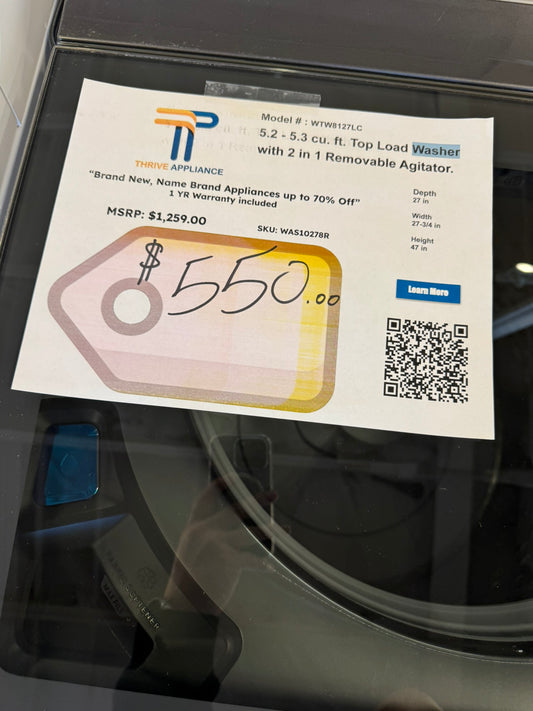 THRIVE APPLIANCE
Model # : WTW8127LC
5.2 - 5.3 cu. ft. Top Load Washer
with 2 in 1 Removable Agitator.
"Brand New, Name Brand Appliances up to 70% Off"
1 YR Warranty included
MSRP: $1,259.00
SKU: WAS10278R
Depth
27 in
Width
27-3/4 in
Height
47 in
$550.00
Learn More
FABRIC SOFTENER